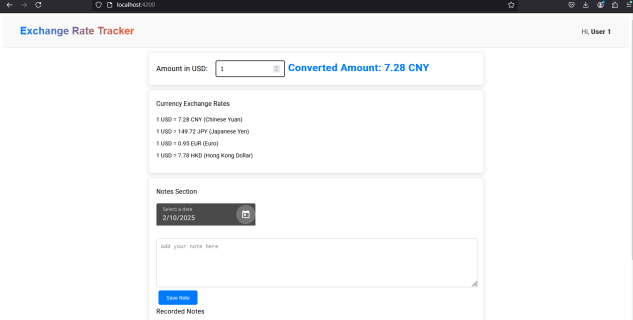 localhost:4200
Exchange Rate Tracker
Hi, User 1
Amount in USD: 1 Converted Amount: 7.28 CNY
Currency Exchange Rates
1 USD = 7.28 CNY (Chinese Yuan)
1 USD = 149.72 JPY (Japanese Yen)
1 USD = 0.95 EUR (Euro)
1 USD = 7.78 HKD (Hong Kong Dollar)
Notes Section
Select a date
2/10/2025
Add your note here
Save Note
Recorded Notes